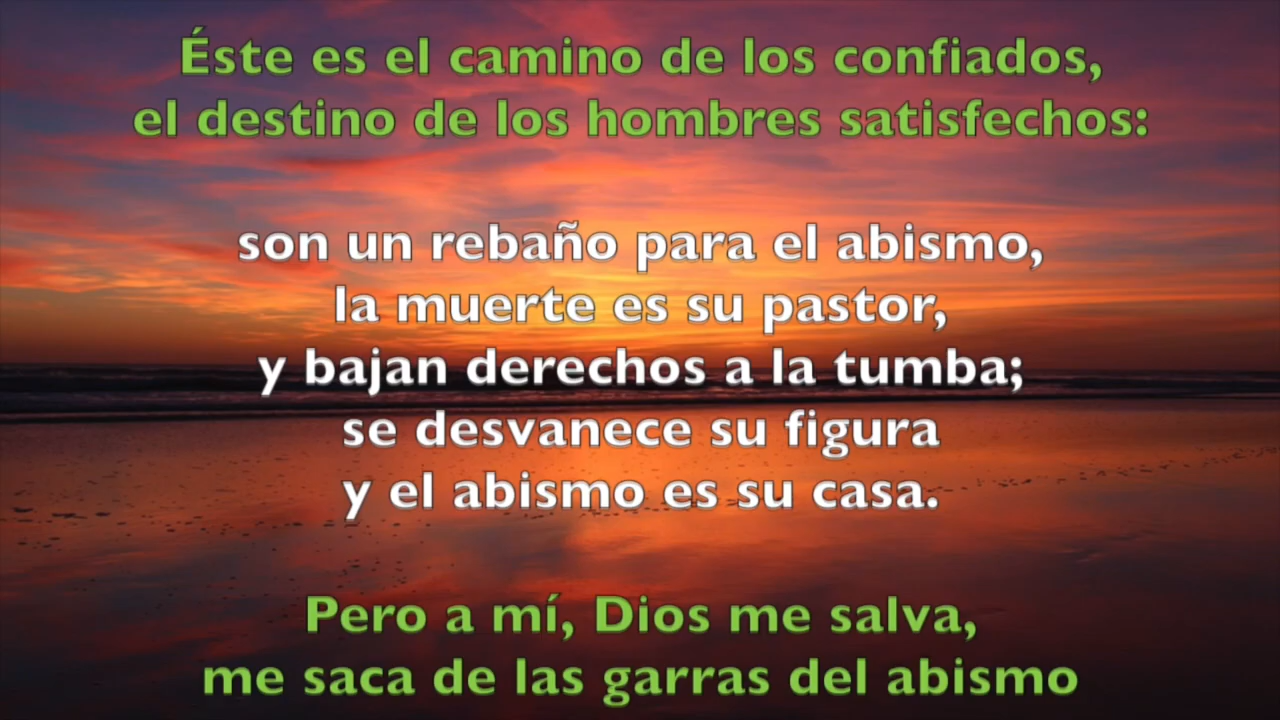 Éste es el camino de los confiados,
el destino de los hombres satisfechos:
son un rebaño para el abismo,
la muerte es su pastor,
y bajan derechos a la tumba;
se desvanece su figura
y el abismo es su casa.
Pero a mí, Dios me salva,
me saca de las garras del abismo